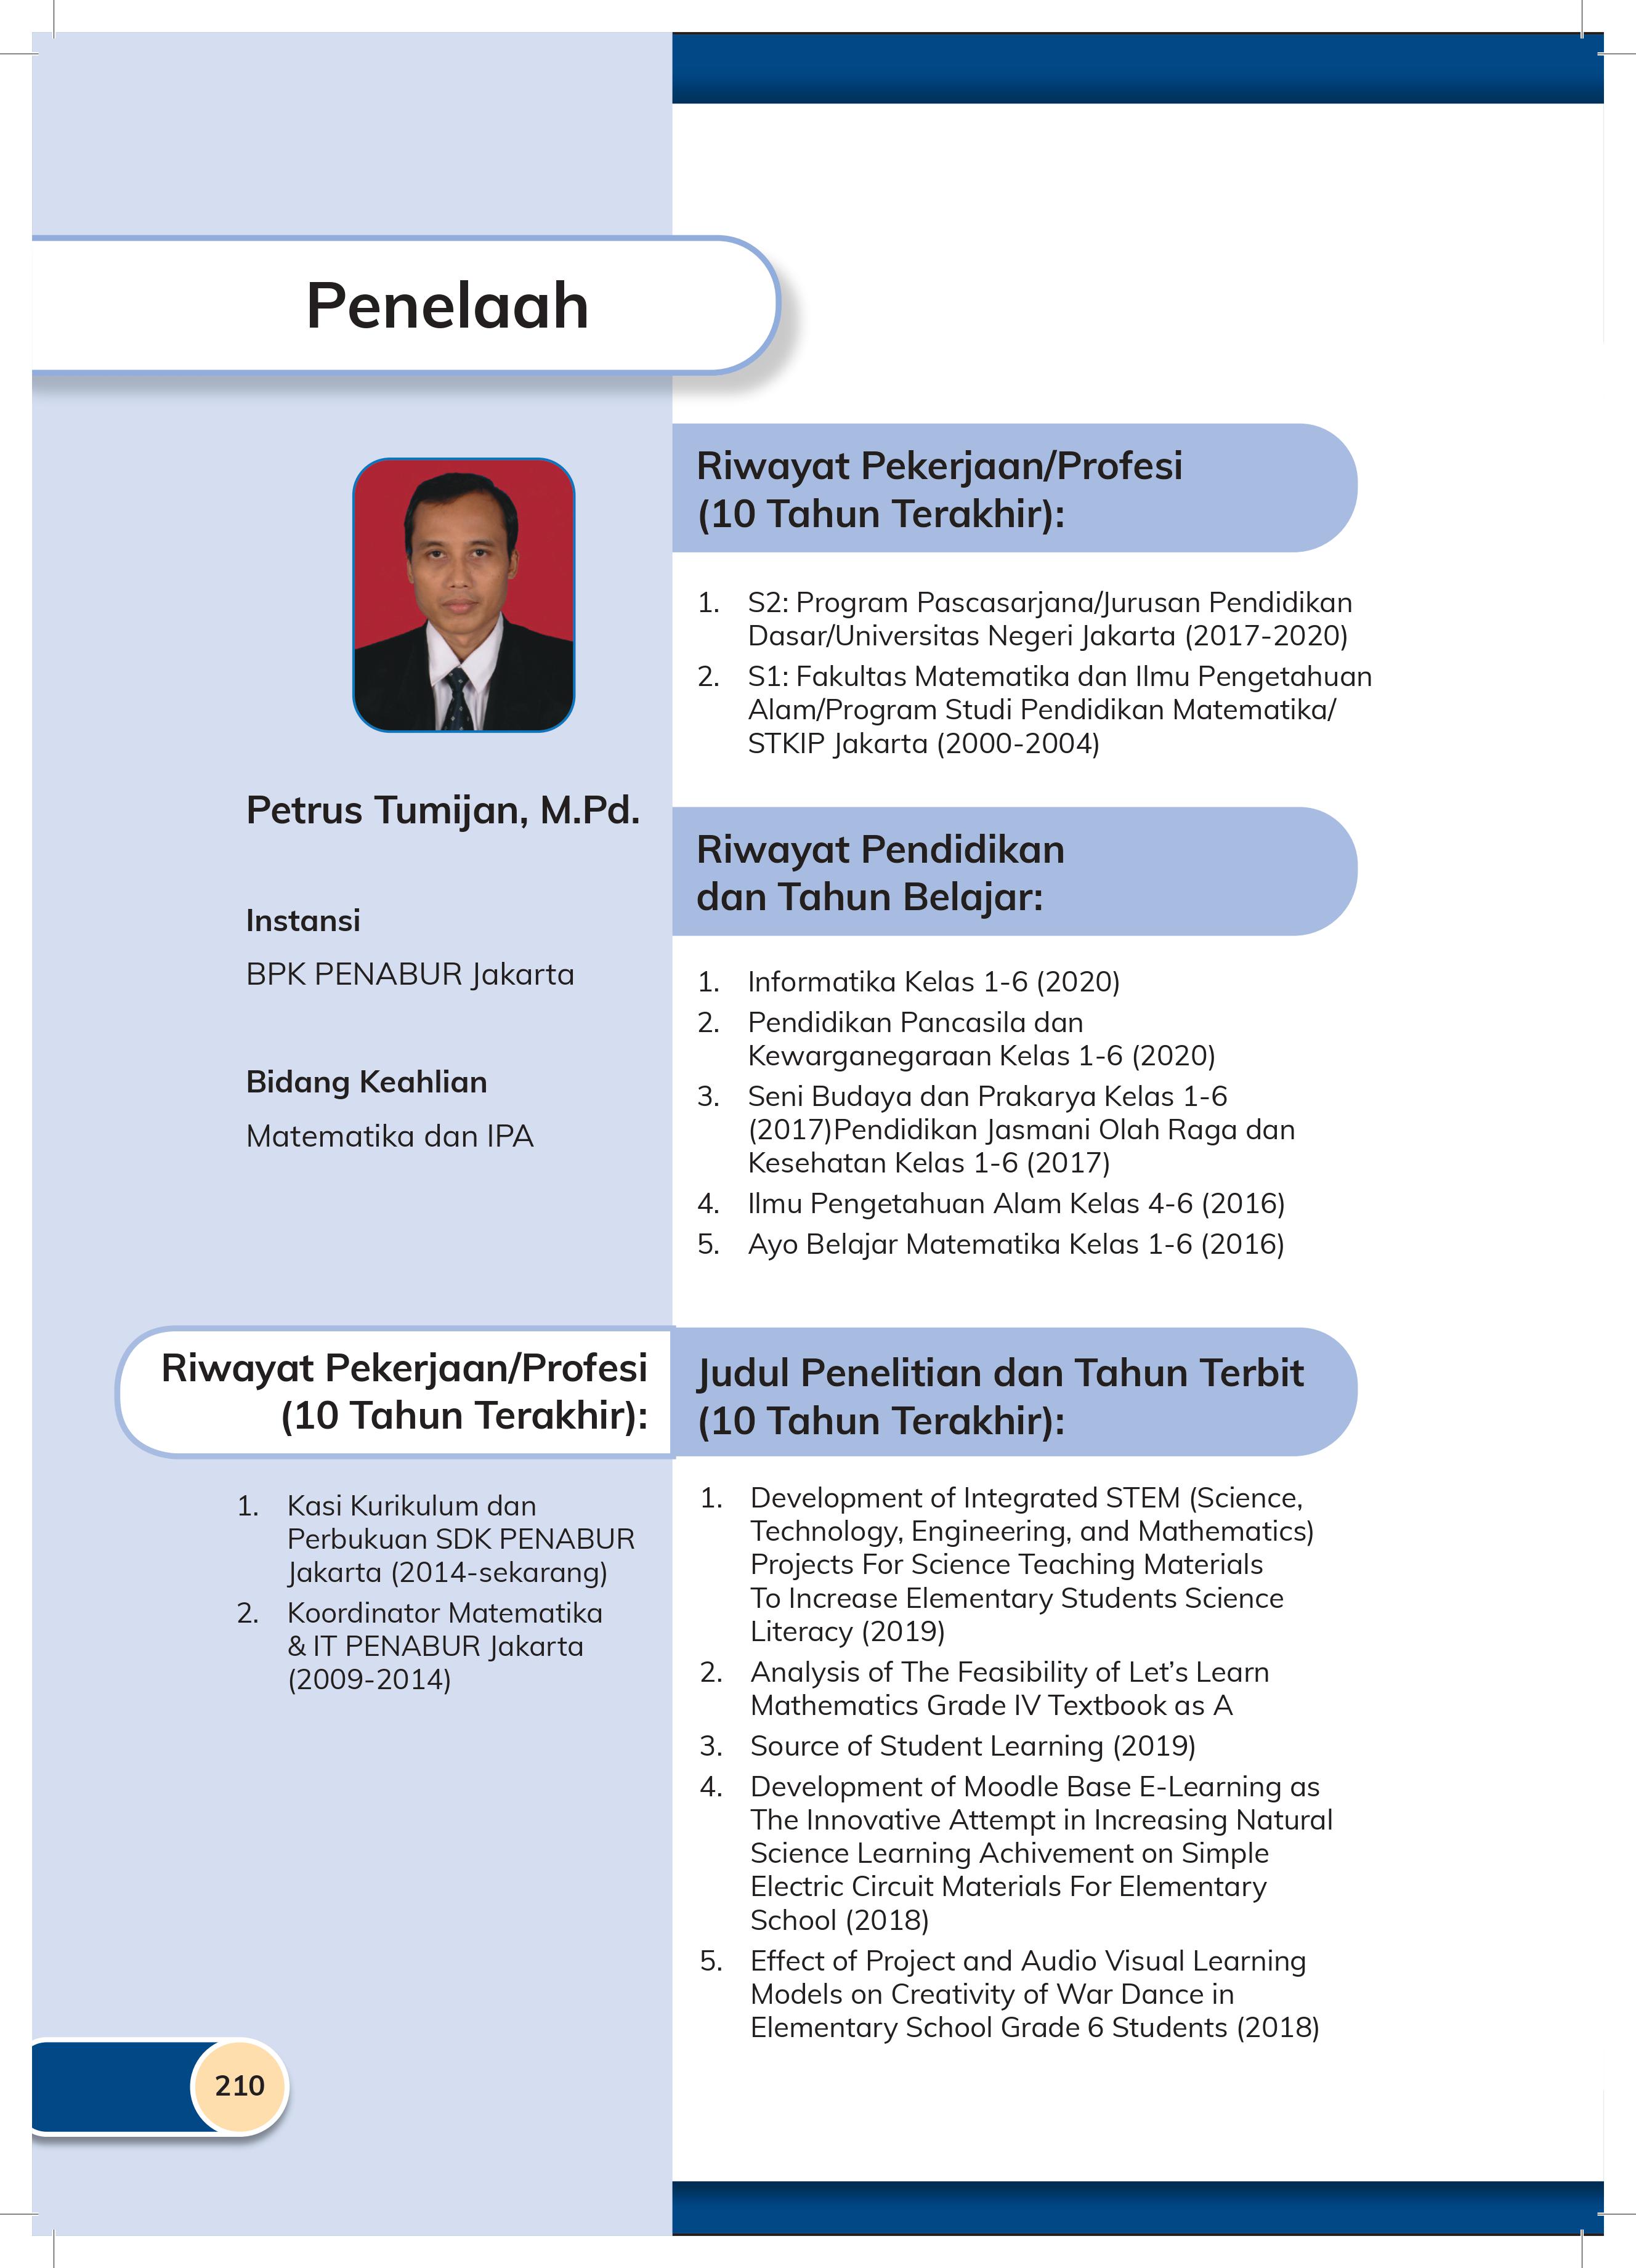 Penelaah
Petrus Tumijan, M.Pd.
Instansi
BPK PENABUR Jakarta
Bidang Keahlian
Matematika dan IPA
Riwayat Pekerjaan/Profesi
(10 Tahun Terakhir):
1. Kasi Kurikulum dan
Perbukuan SDK PENABUR
Jakarta (2014-sekarang)
2. Koordinator Matematika
& IT PENABUR Jakarta
(2009-2014)
Riwayat Pekerjaan/Profesi
(10 Tahun Terakhir):
1. S2: Program Pascasarjana/Jurusan Pendidikan
Dasar/Universitas Negeri Jakarta (2017-2020)
2. S1: Fakultas Matematika dan Ilmu Pengetahuan
Alam/Program Studi Pendidikan Matematika/
STKIP Jakarta (2000-2004)
Riwayat Pendidikan
dan Tahun Belajar:
1. Informatika Kelas 1-6 (2020)
2. Pendidikan Pancasila dan
Kewarganegaraan Kelas 1-6 (2020)
3. Seni Budaya dan Prakarya Kelas 1-6
(2017)Pendidikan Jasmani Olah Raga dan
Kesehatan Kelas 1-6 (2017)
4. Ilmu Pengetahuan Alam Kelas 4-6 (2016)
5. Ayo Belajar Matematika Kelas 1-6 (2016)
Judul Penelitian dan Tahun Terbit
(10 Tahun Terakhir):
1. Development of Integrated STEM (Science,
Technology, Engineering, and Mathematics)
Projects For Science Teaching Materials
To Increase Elementary Students Science
Literacy (2019)
2. Analysis of The Feasibility of Let’s Learn
Mathematics Grade IV Textbook as A
3. Source of Student Learning (2019)
4. Development of Moodle Base E-Learning as
The Innovative Attempt in Increasing Natural
Science Learning Achivement on Simple
Electric Circuit Materials For Elementary
School (2018)
5. Effect of Project and Audio Visual Learning
Models on Creativity of War Dance in
Elementary School Grade 6 Students (2018)
210